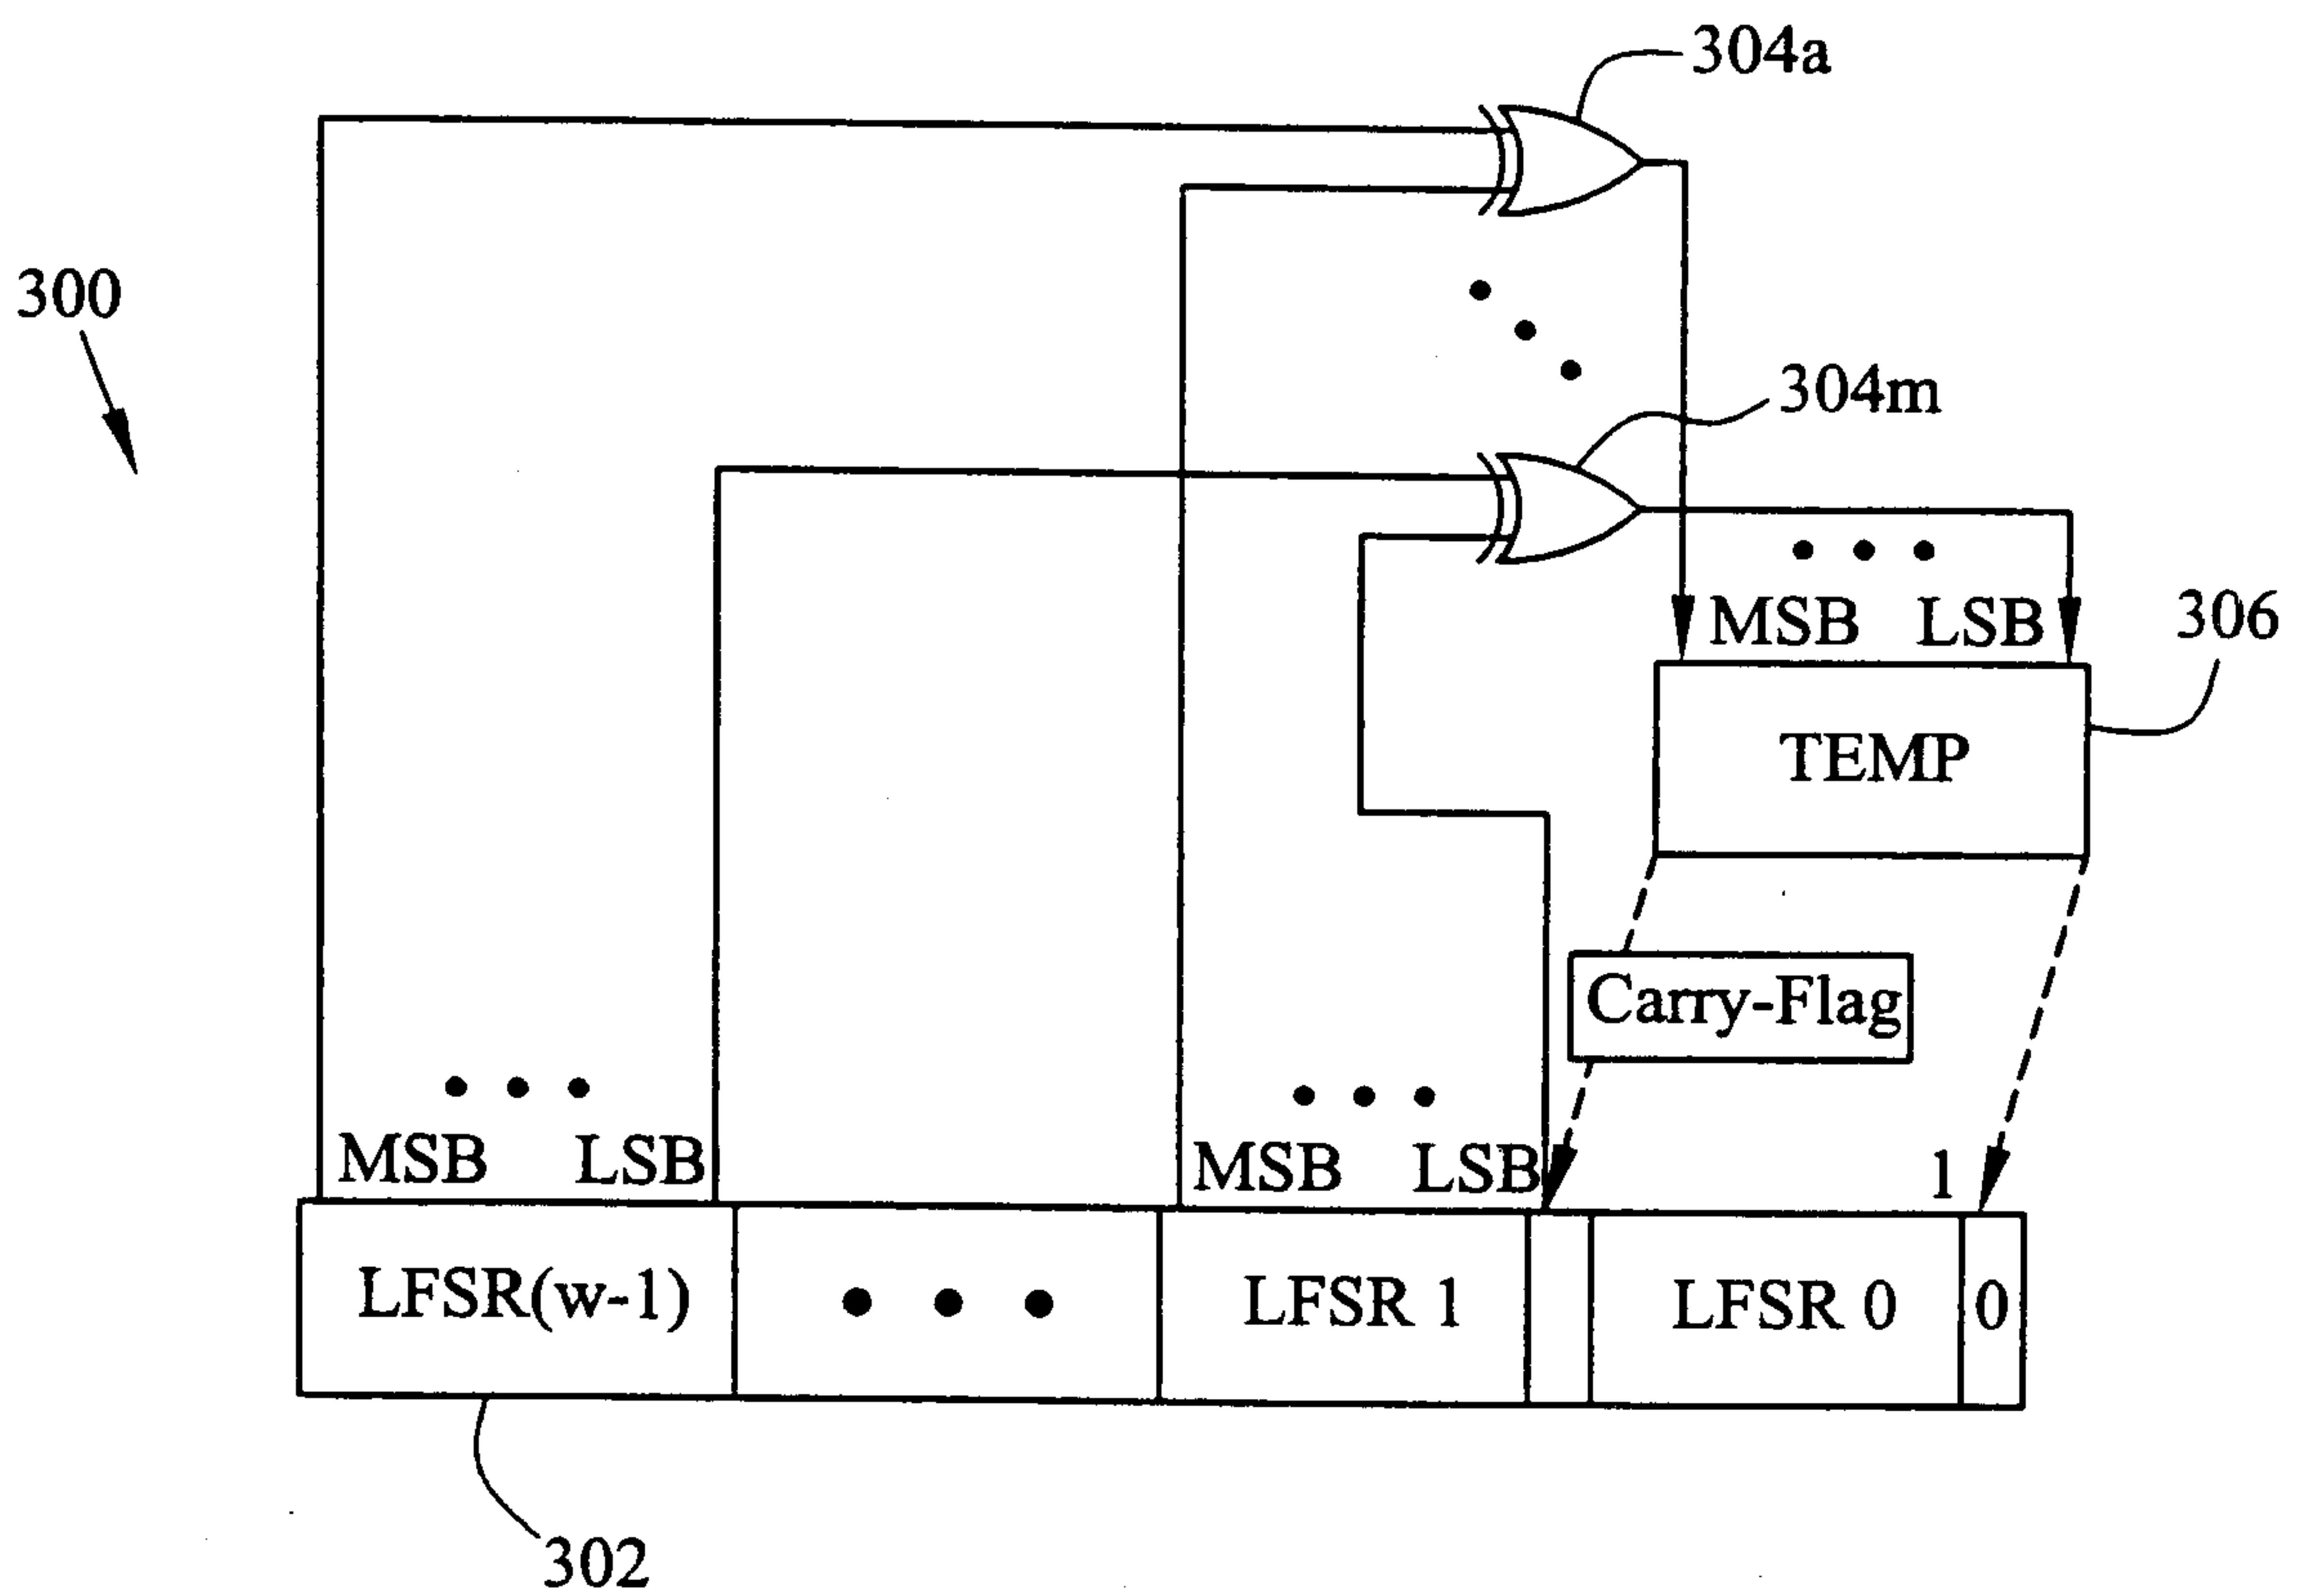 304a
300
304m
MSB LSB
306
TEMP
Carry-Flag
MSB LSB
MSB LSB
1
LFSR(w-1)
LFSR 1
LFSR 0
0
302